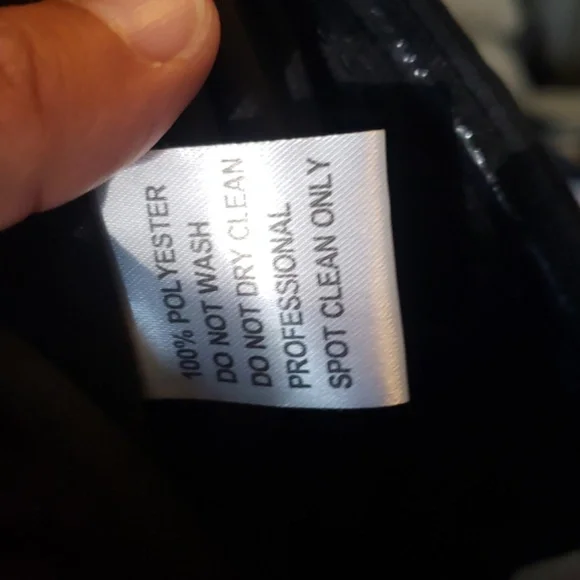 100% POLYESTER
DO NOT WASH
DO NOT DRY CLEAN
PROFESSIONAL
SPOT CLEAN ONLY